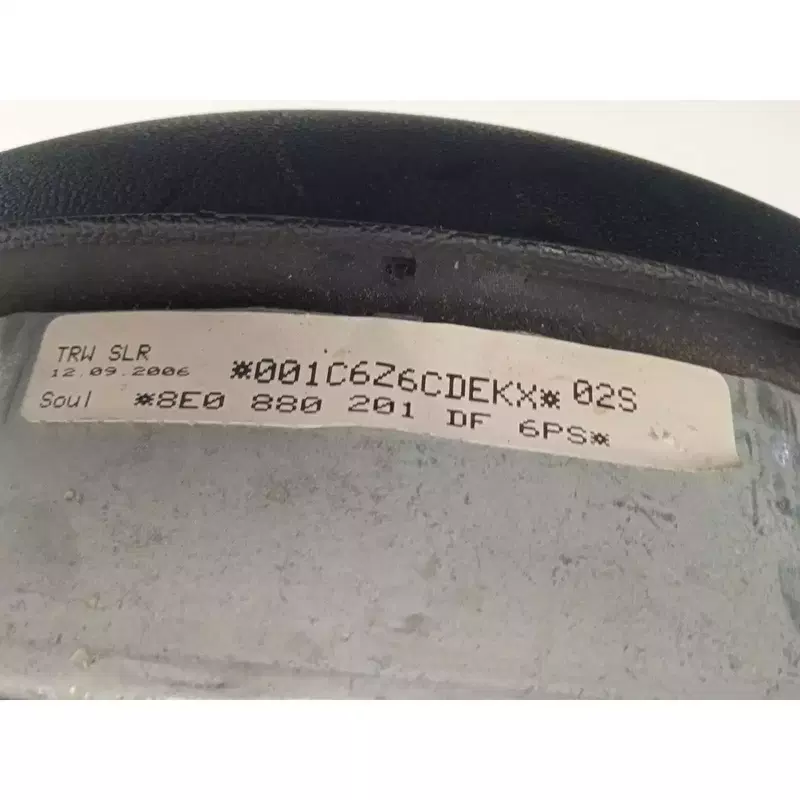 TRW SLR
12.09.2006 *001C6Z6CDEKX* 02S
Soul *8E0 880 201 DF 6PS*